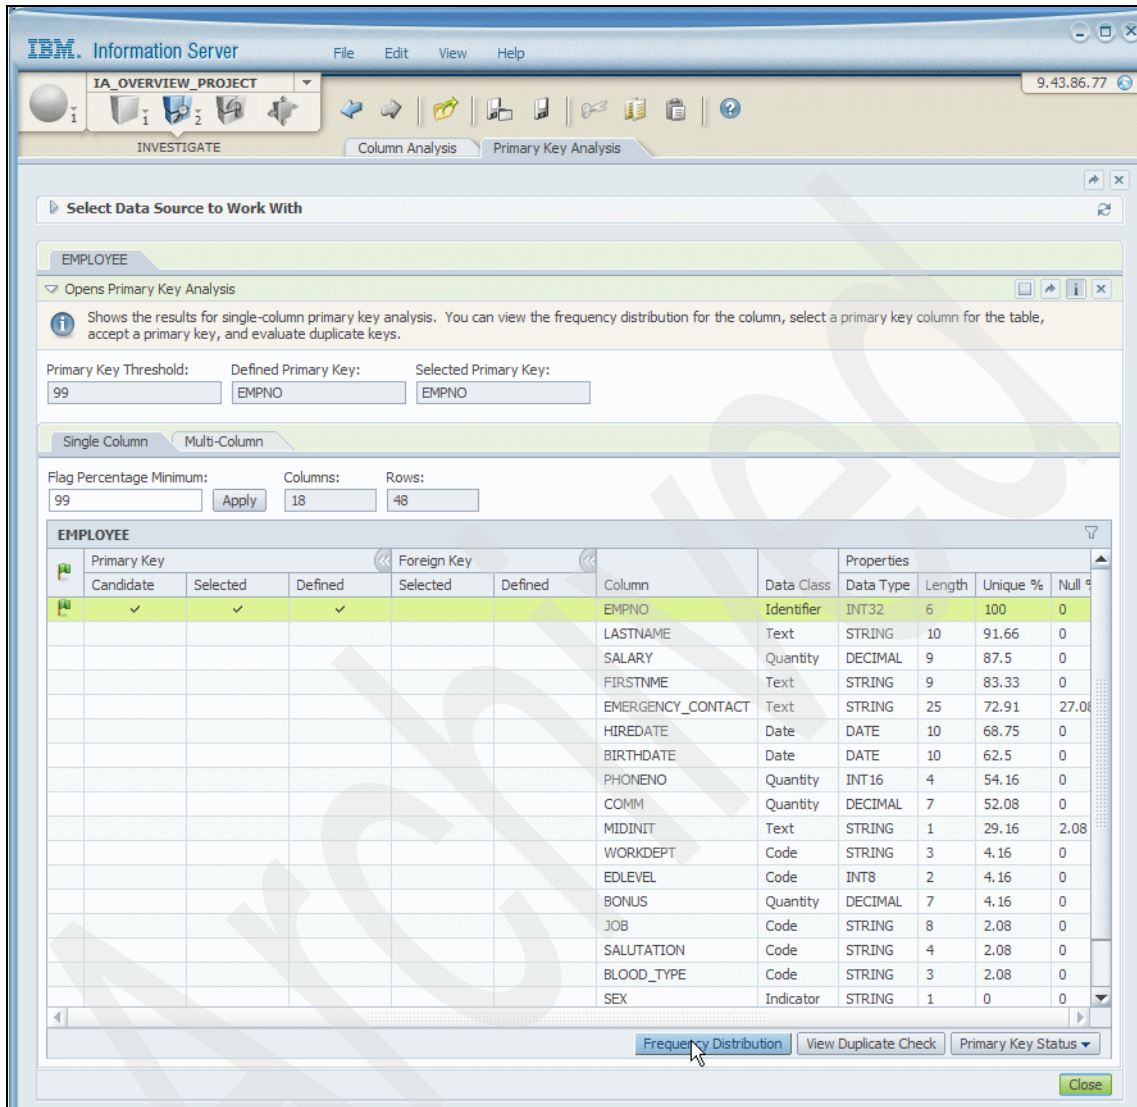 IBM. Information Server File Edit View Help
IA_OVERVIEW_PROJECT 9.43.86.77
1 1 2
INVESTIGATE Column Analysis Primary Key Analysis
Select Data Source to Work With
EMPLOYEE
Opens Primary Key Analysis
Shows the results for single-column primary key analysis. You can view the frequency distribution for the column, select a primary key column for the table,
accept a primary key, and evaluate duplicate keys.
Primary Key Threshold: Defined Primary Key: Selected Primary Key:
99 EMPNO EMPNO
Single Column Multi-Column
Flag Percentage Minimum: Columns: Rows:
99 Apply 18 48
EMPLOYEE
Primary Key Foreign Key Properties
Candidate Selected Defined Selected Defined Column Data Class Data Type Length Unique % Null %
EMPNO Identifier INT32 6 100 0
LASTNAME Text STRING 10 91.66 0
SALARY Quantity DECIMAL 9 87.5 0
FIRSTNME Text STRING 9 83.33 0
EMERGENCY_CONTACT Text STRING 25 72.91 27.08
HIREDATE Date DATE 10 68.75 0
BIRTHDATE Date DATE 10 62.5 0
PHONENO Quantity INT16 4 54.16 0
COMM Quantity DECIMAL 7 52.08 0
MIDINIT Text STRING 1 29.16 2.08
WORKDEPT Code STRING 3 4.16 0
EDLEVEL Code INT8 2 4.16 0
BONUS Quantity DECIMAL 7 4.16 0
JOB Code STRING 8 2.08 0
SALUTATION Code STRING 4 2.08 0
BLOOD_TYPE Code STRING 3 2.08 0
SEX Indicator STRING 1 0 0
Frequency Distribution View Duplicate Check Primary Key Status
Close
Archived